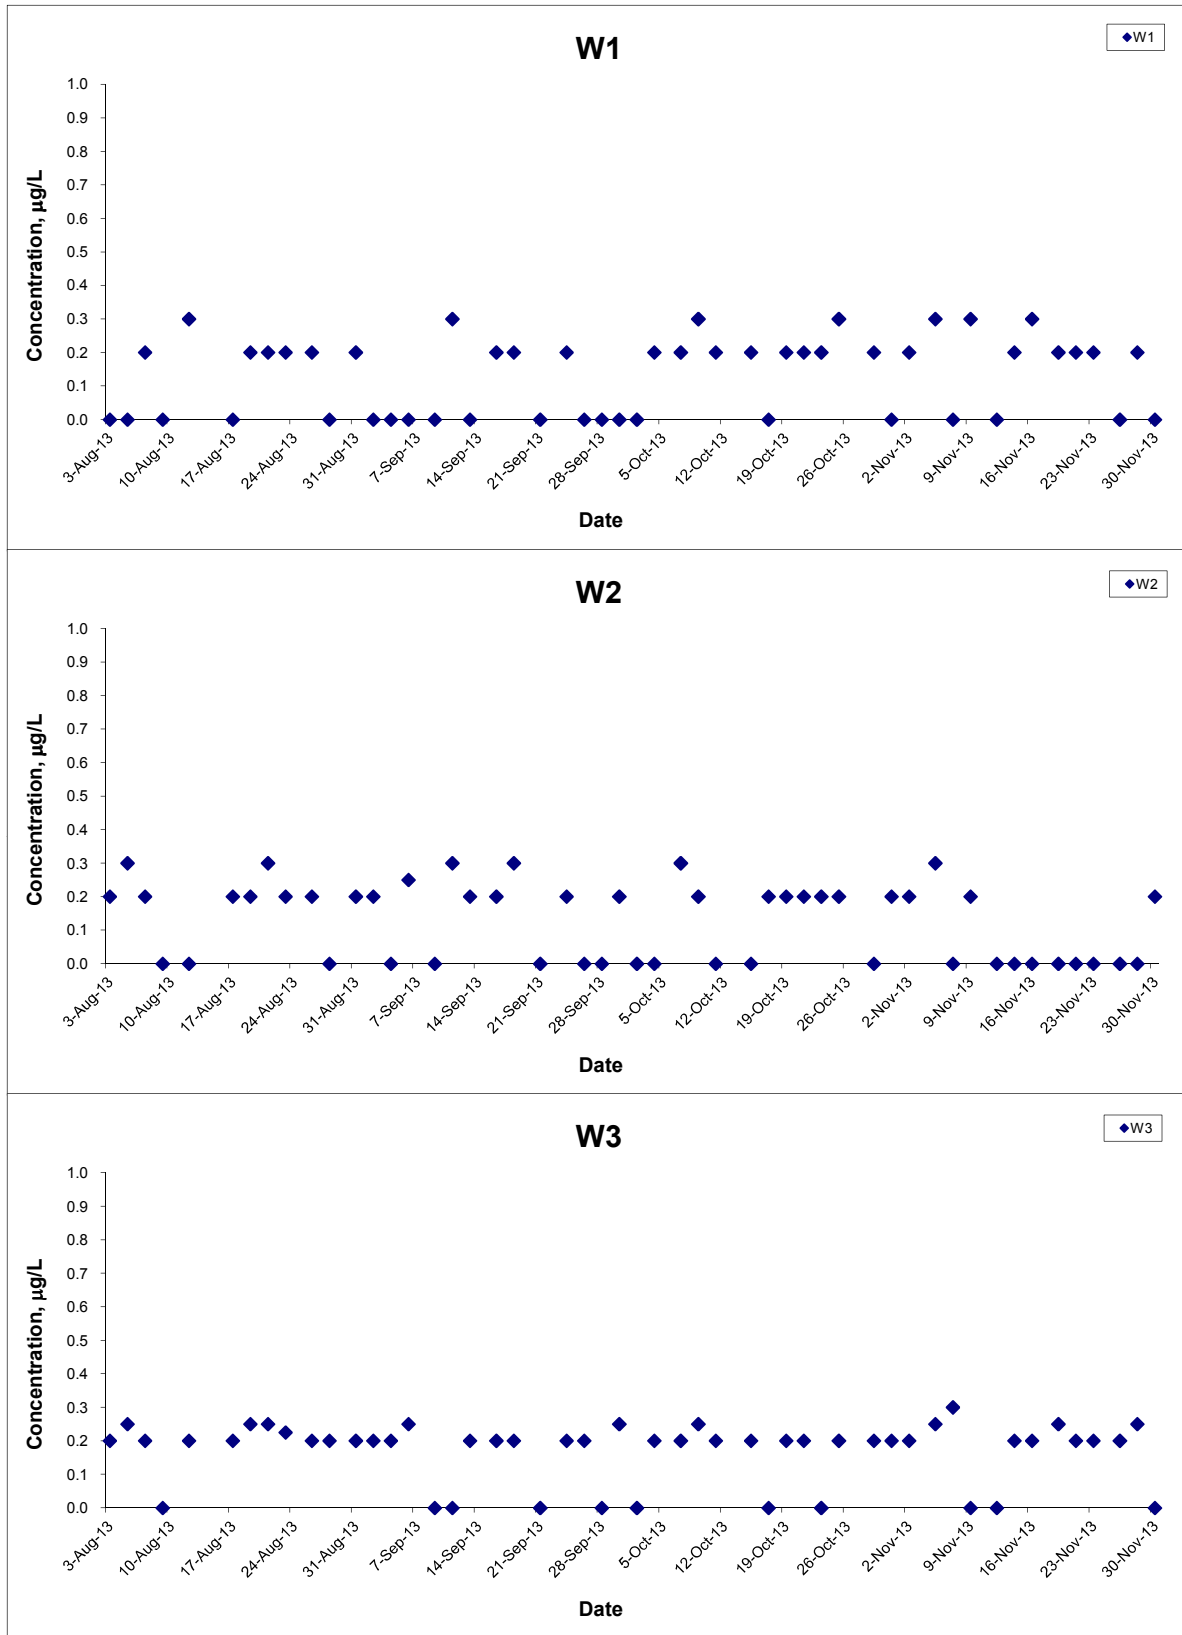 W1
W1
1.0
0.9
0.8
0.7
0.6
0.5
0.4
0.3
0.2
0.1
0.0
Concentration, µg/L
3-Aug-13
10-Aug-13
17-Aug-13
24-Aug-13
31-Aug-13
7-Sep-13
14-Sep-13
21-Sep-13
28-Sep-13
5-Oct-13
12-Oct-13
19-Oct-13
26-Oct-13
2-Nov-13
9-Nov-13
16-Nov-13
23-Nov-13
30-Nov-13
Date
W2
W2
1.0
0.9
0.8
0.7
0.6
0.5
0.4
0.3
0.2
0.1
0.0
Concentration, µg/L
3-Aug-13
10-Aug-13
17-Aug-13
24-Aug-13
31-Aug-13
7-Sep-13
14-Sep-13
21-Sep-13
28-Sep-13
5-Oct-13
12-Oct-13
19-Oct-13
26-Oct-13
2-Nov-13
9-Nov-13
16-Nov-13
23-Nov-13
30-Nov-13
Date
W3
W3
1.0
0.9
0.8
0.7
0.6
0.5
0.4
0.3
0.2
0.1
0.0
Concentration, µg/L
3-Aug-13
10-Aug-13
17-Aug-13
24-Aug-13
31-Aug-13
7-Sep-13
14-Sep-13
21-Sep-13
28-Sep-13
5-Oct-13
12-Oct-13
19-Oct-13
26-Oct-13
2-Nov-13
9-Nov-13
16-Nov-13
23-Nov-13
30-Nov-13
Date